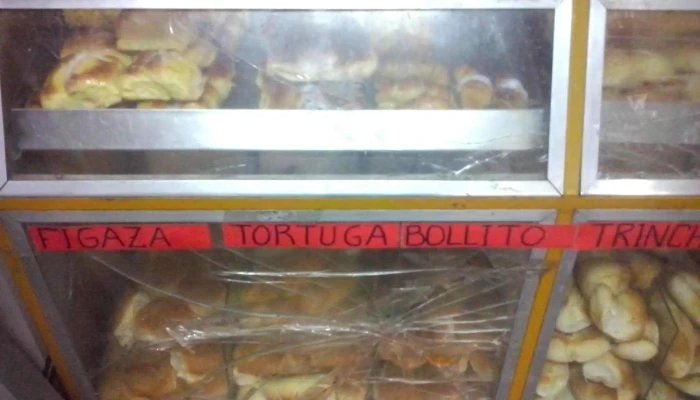 FIGAZA TORTUGA BOLLITO TRINCH